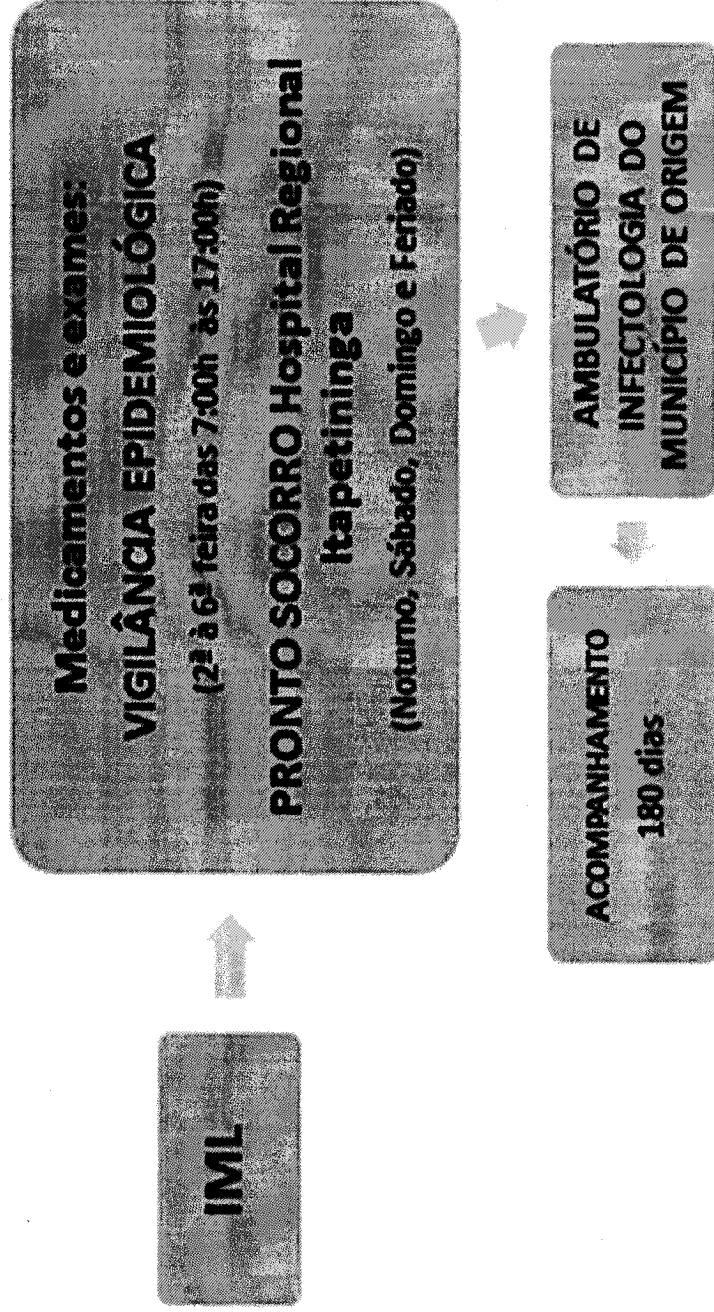 IML
Medicamentos e exames:
VIGILÂNCIA EPIDEMIOLÓGICA
(2ª à 6ª feira das 7:00h às 17:00h)
PRONTO SOCORRO Hospital Regional
Itapetininga
(Noturno, Sábado, Domingo e Feriado)
AMBULATÓRIO DE
INFECTOLOGIA DO
MUNICÍPIO DE ORIGEM
ACOMPANHAMENTO
180 dias